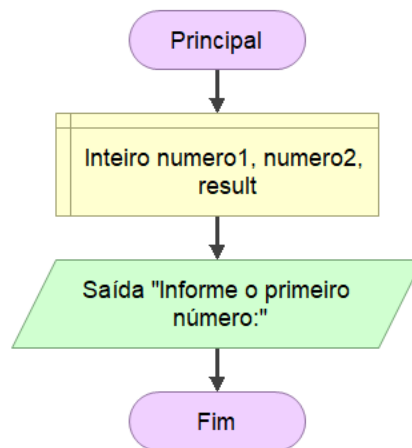 Principal
Inteiro numero1, numero2,
result
Saída "Informe o primeiro
número:"
Fim